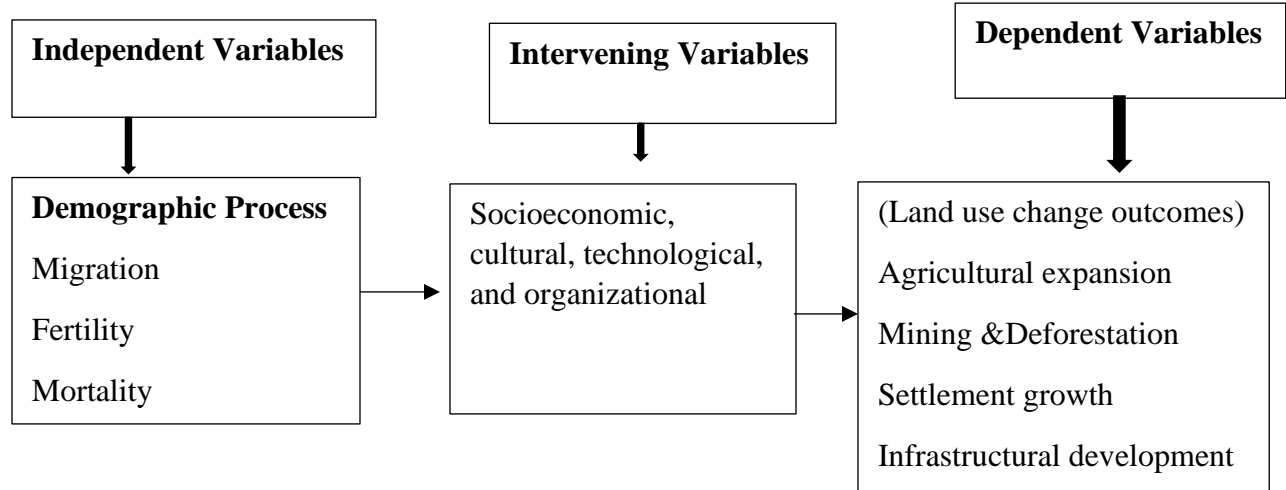 Independent Variables
Intervening Variables
Dependent Variables
Demographic Process
Migration
Fertility
Mortality
Socioeconomic,
cultural, technological,
and organizational
(Land use change outcomes)
Agricultural expansion
Mining &Deforestation
Settlement growth
Infrastructural development